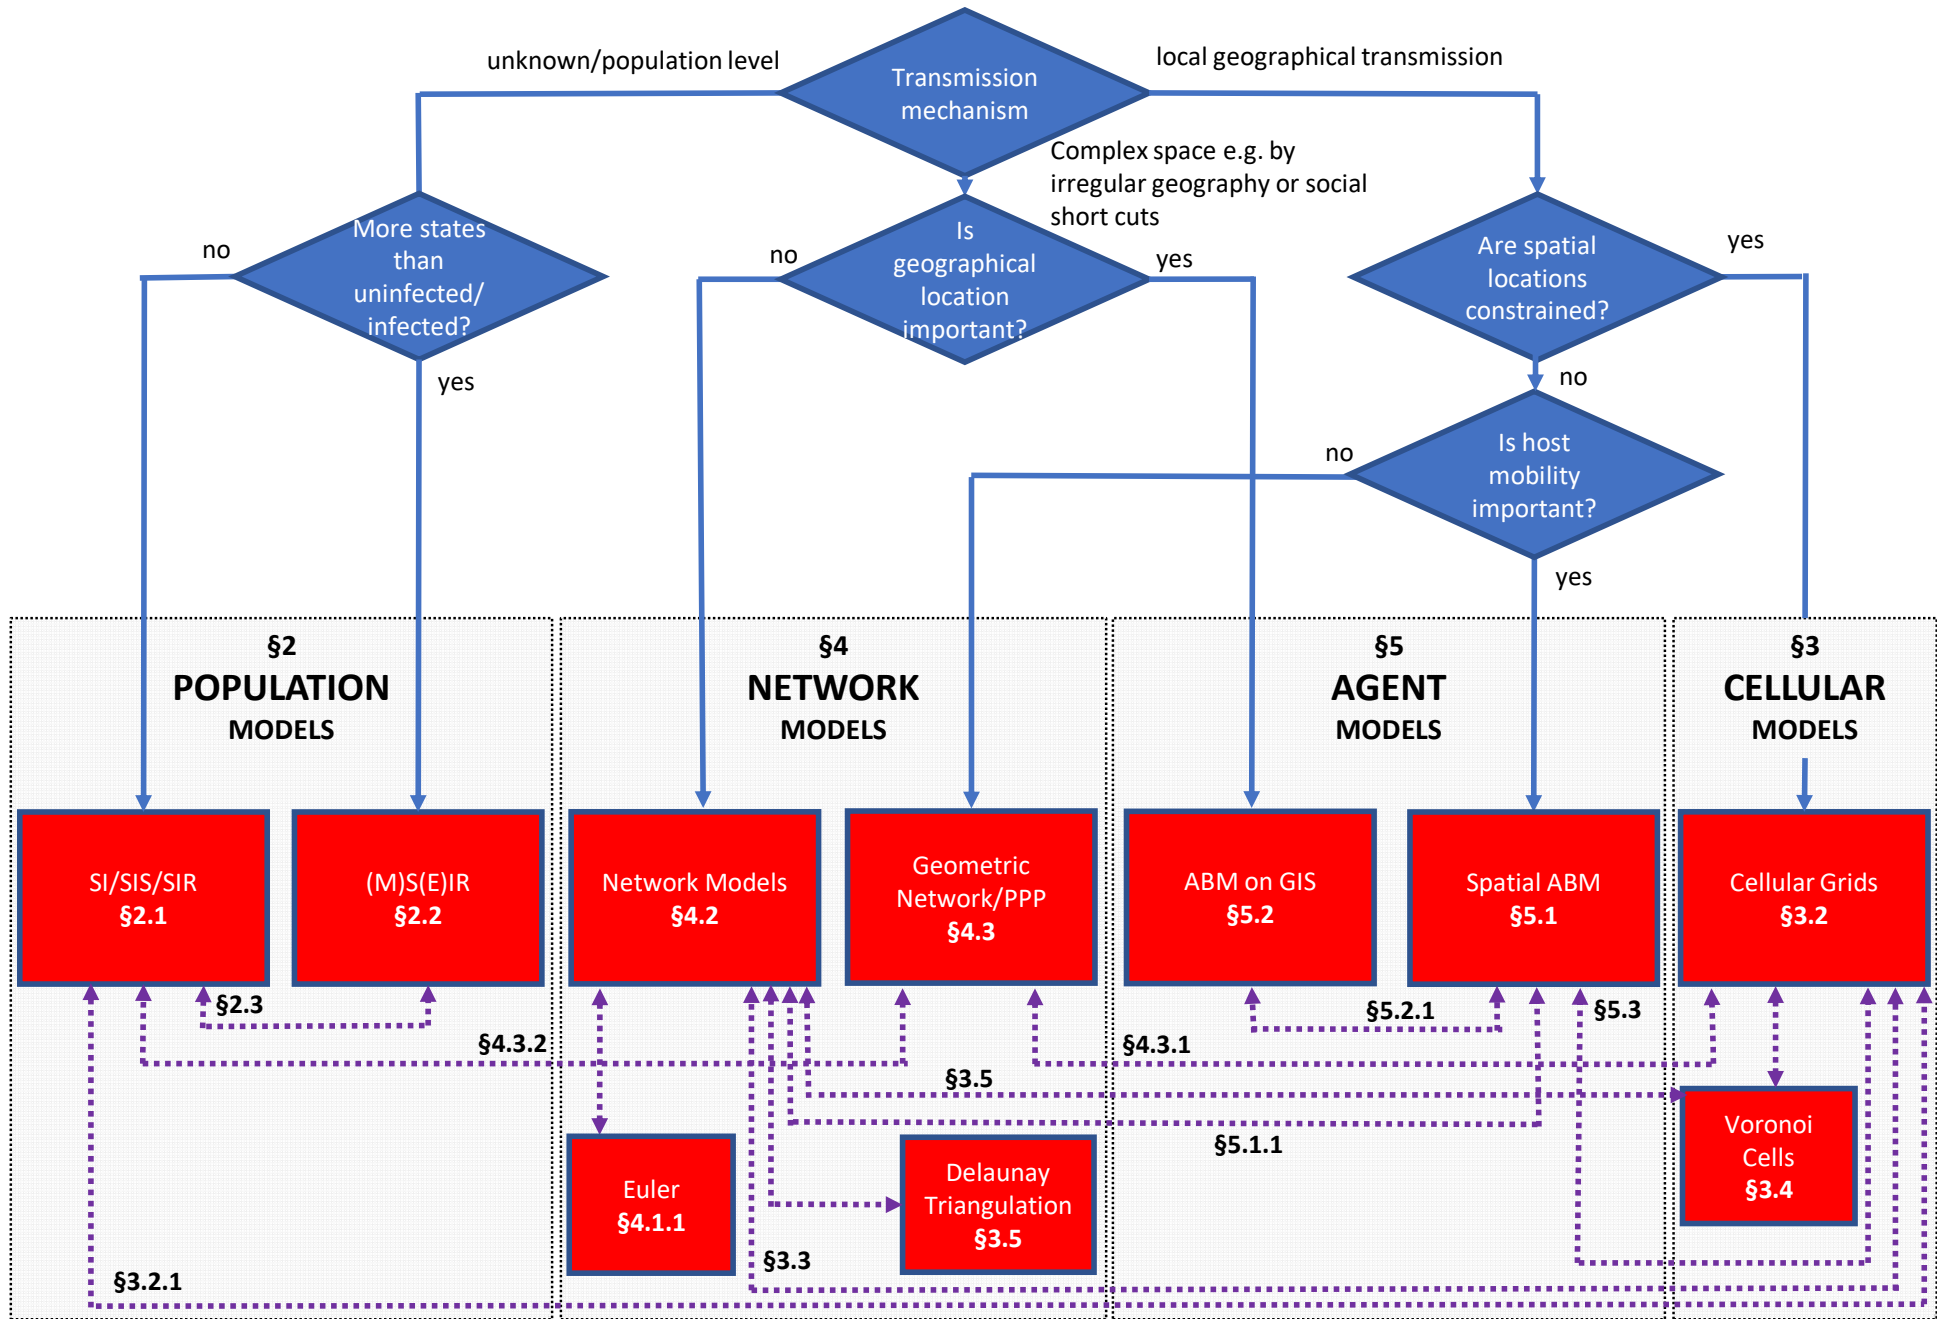 unknown/population level
local geographical transmission
Transmission
mechanism
Complex space e.g. by
irregular geography or social
short cuts
no
More states
than
uninfected/
infected?
yes
no
Is
geographical
location
important?
yes
Are spatial
locations
constrained?
yes
no
no
Is host
mobility
important?
yes
§2
POPULATION
MODELS
§4
NETWORK
MODELS
§5
AGENT
MODELS
§3
CELLULAR
MODELS
SI/SIS/SIR
§2.1
(M)S(E)IR
§2.2
Network Models
§4.2
Geometric
Network/PPP
§4.3
ABM on GIS
§5.2
Spatial ABM
§5.1
Cellular Grids
§3.2
§2.3
§4.3.2
§5.2.1
§5.3
§4.3.1
§3.5
§5.1.1
Euler
§4.1.1
Delaunay
Triangulation
§3.5
Voronoi
Cells
§3.4
§3.2.1
§3.3